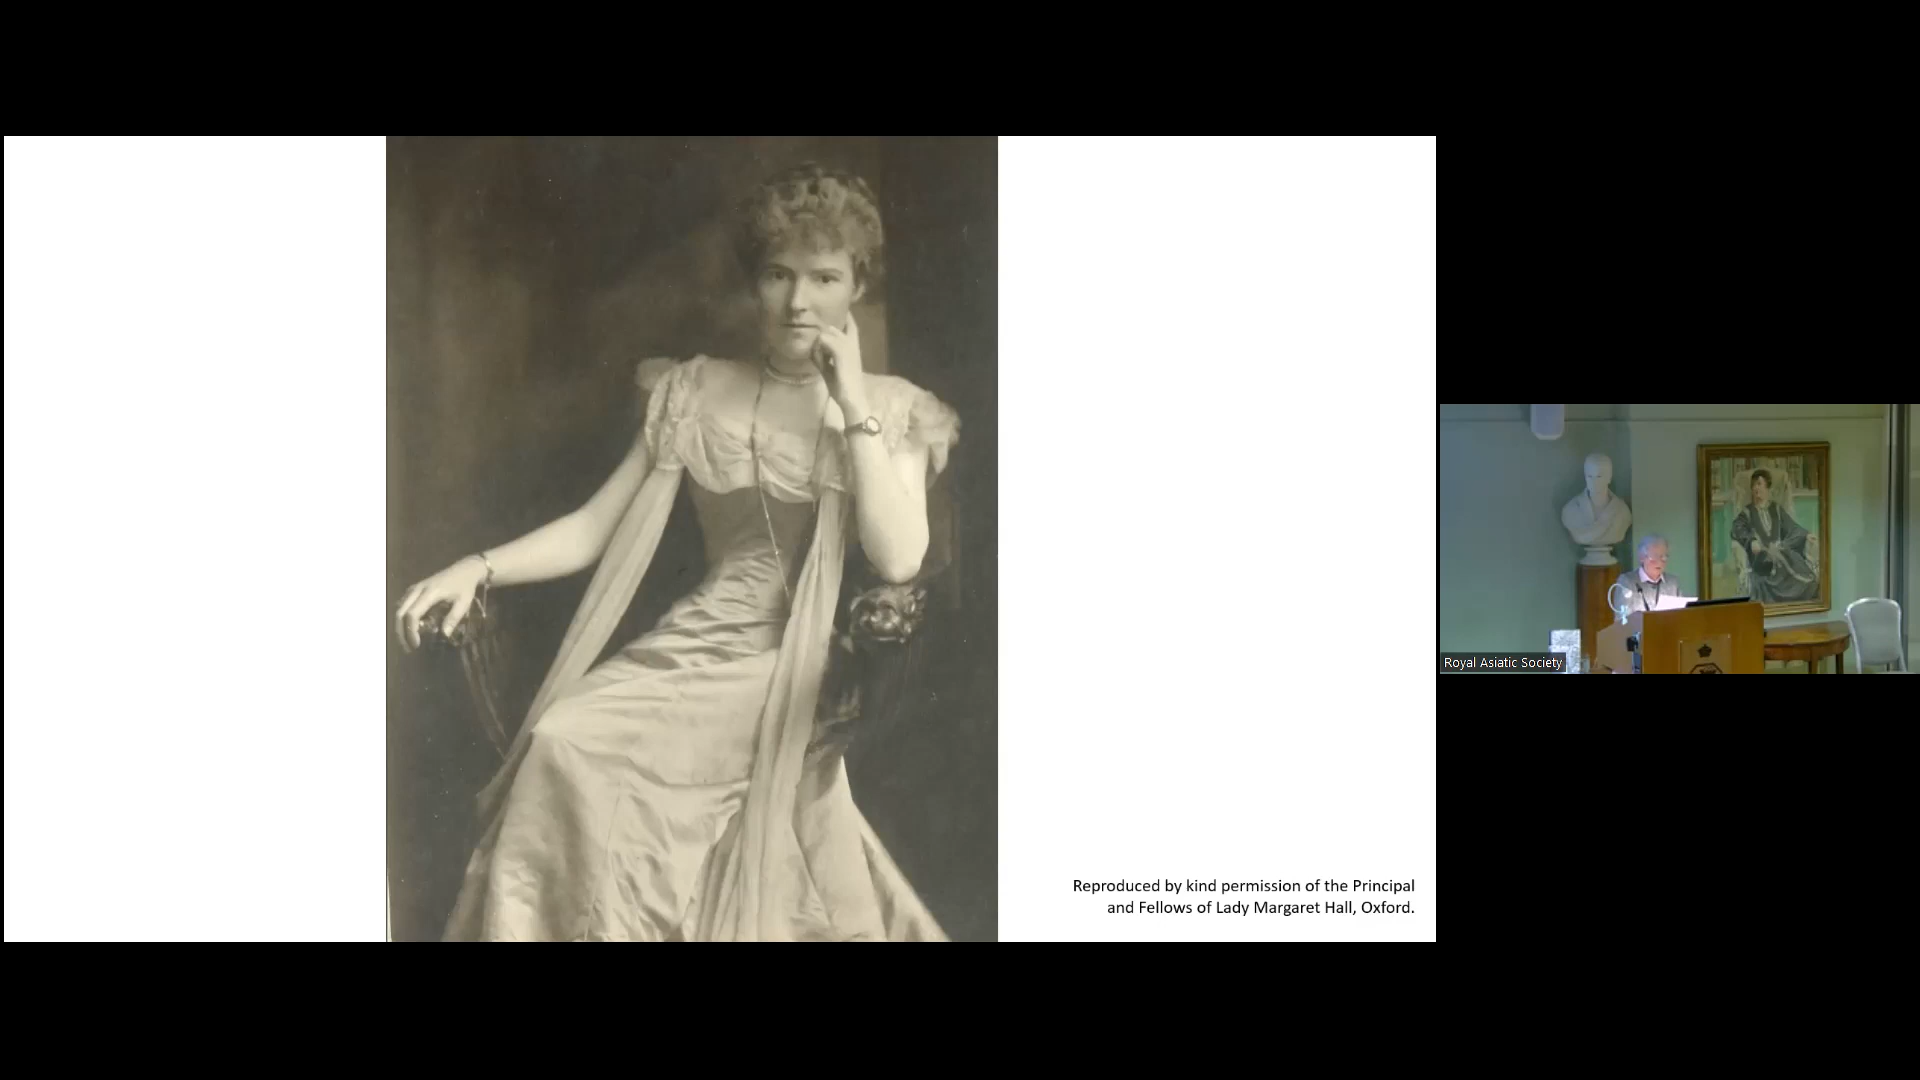 Reproduced by kind permission of the Principal
and Fellows of Lady Margaret Hall, Oxford.
Royal Asiatic Society